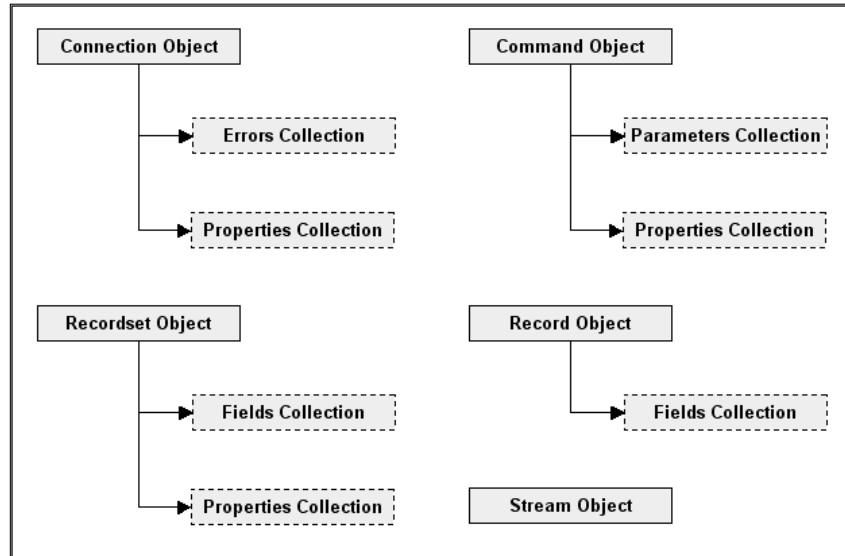 Connection Object
Errors Collection
Properties Collection
Command Object
Parameters Collection
Properties Collection
Recordset Object
Fields Collection
Properties Collection
Record Object
Fields Collection
Stream Object